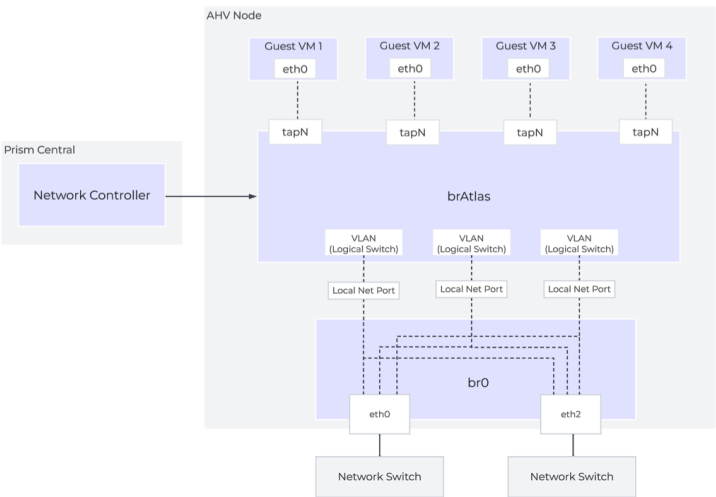 AHV Node
Guest VM 1
eth0
Guest VM 2
eth0
Guest VM 3
eth0
Guest VM 4
eth0
tapN
tapN
tapN
tapN
Prism Central
Network Controller
brAtlas
VLAN
(Logical Switch)
VLAN
(Logical Switch)
VLAN
(Logical Switch)
Local Net Port
Local Net Port
Local Net Port
br0
eth0
eth2
Network Switch
Network Switch